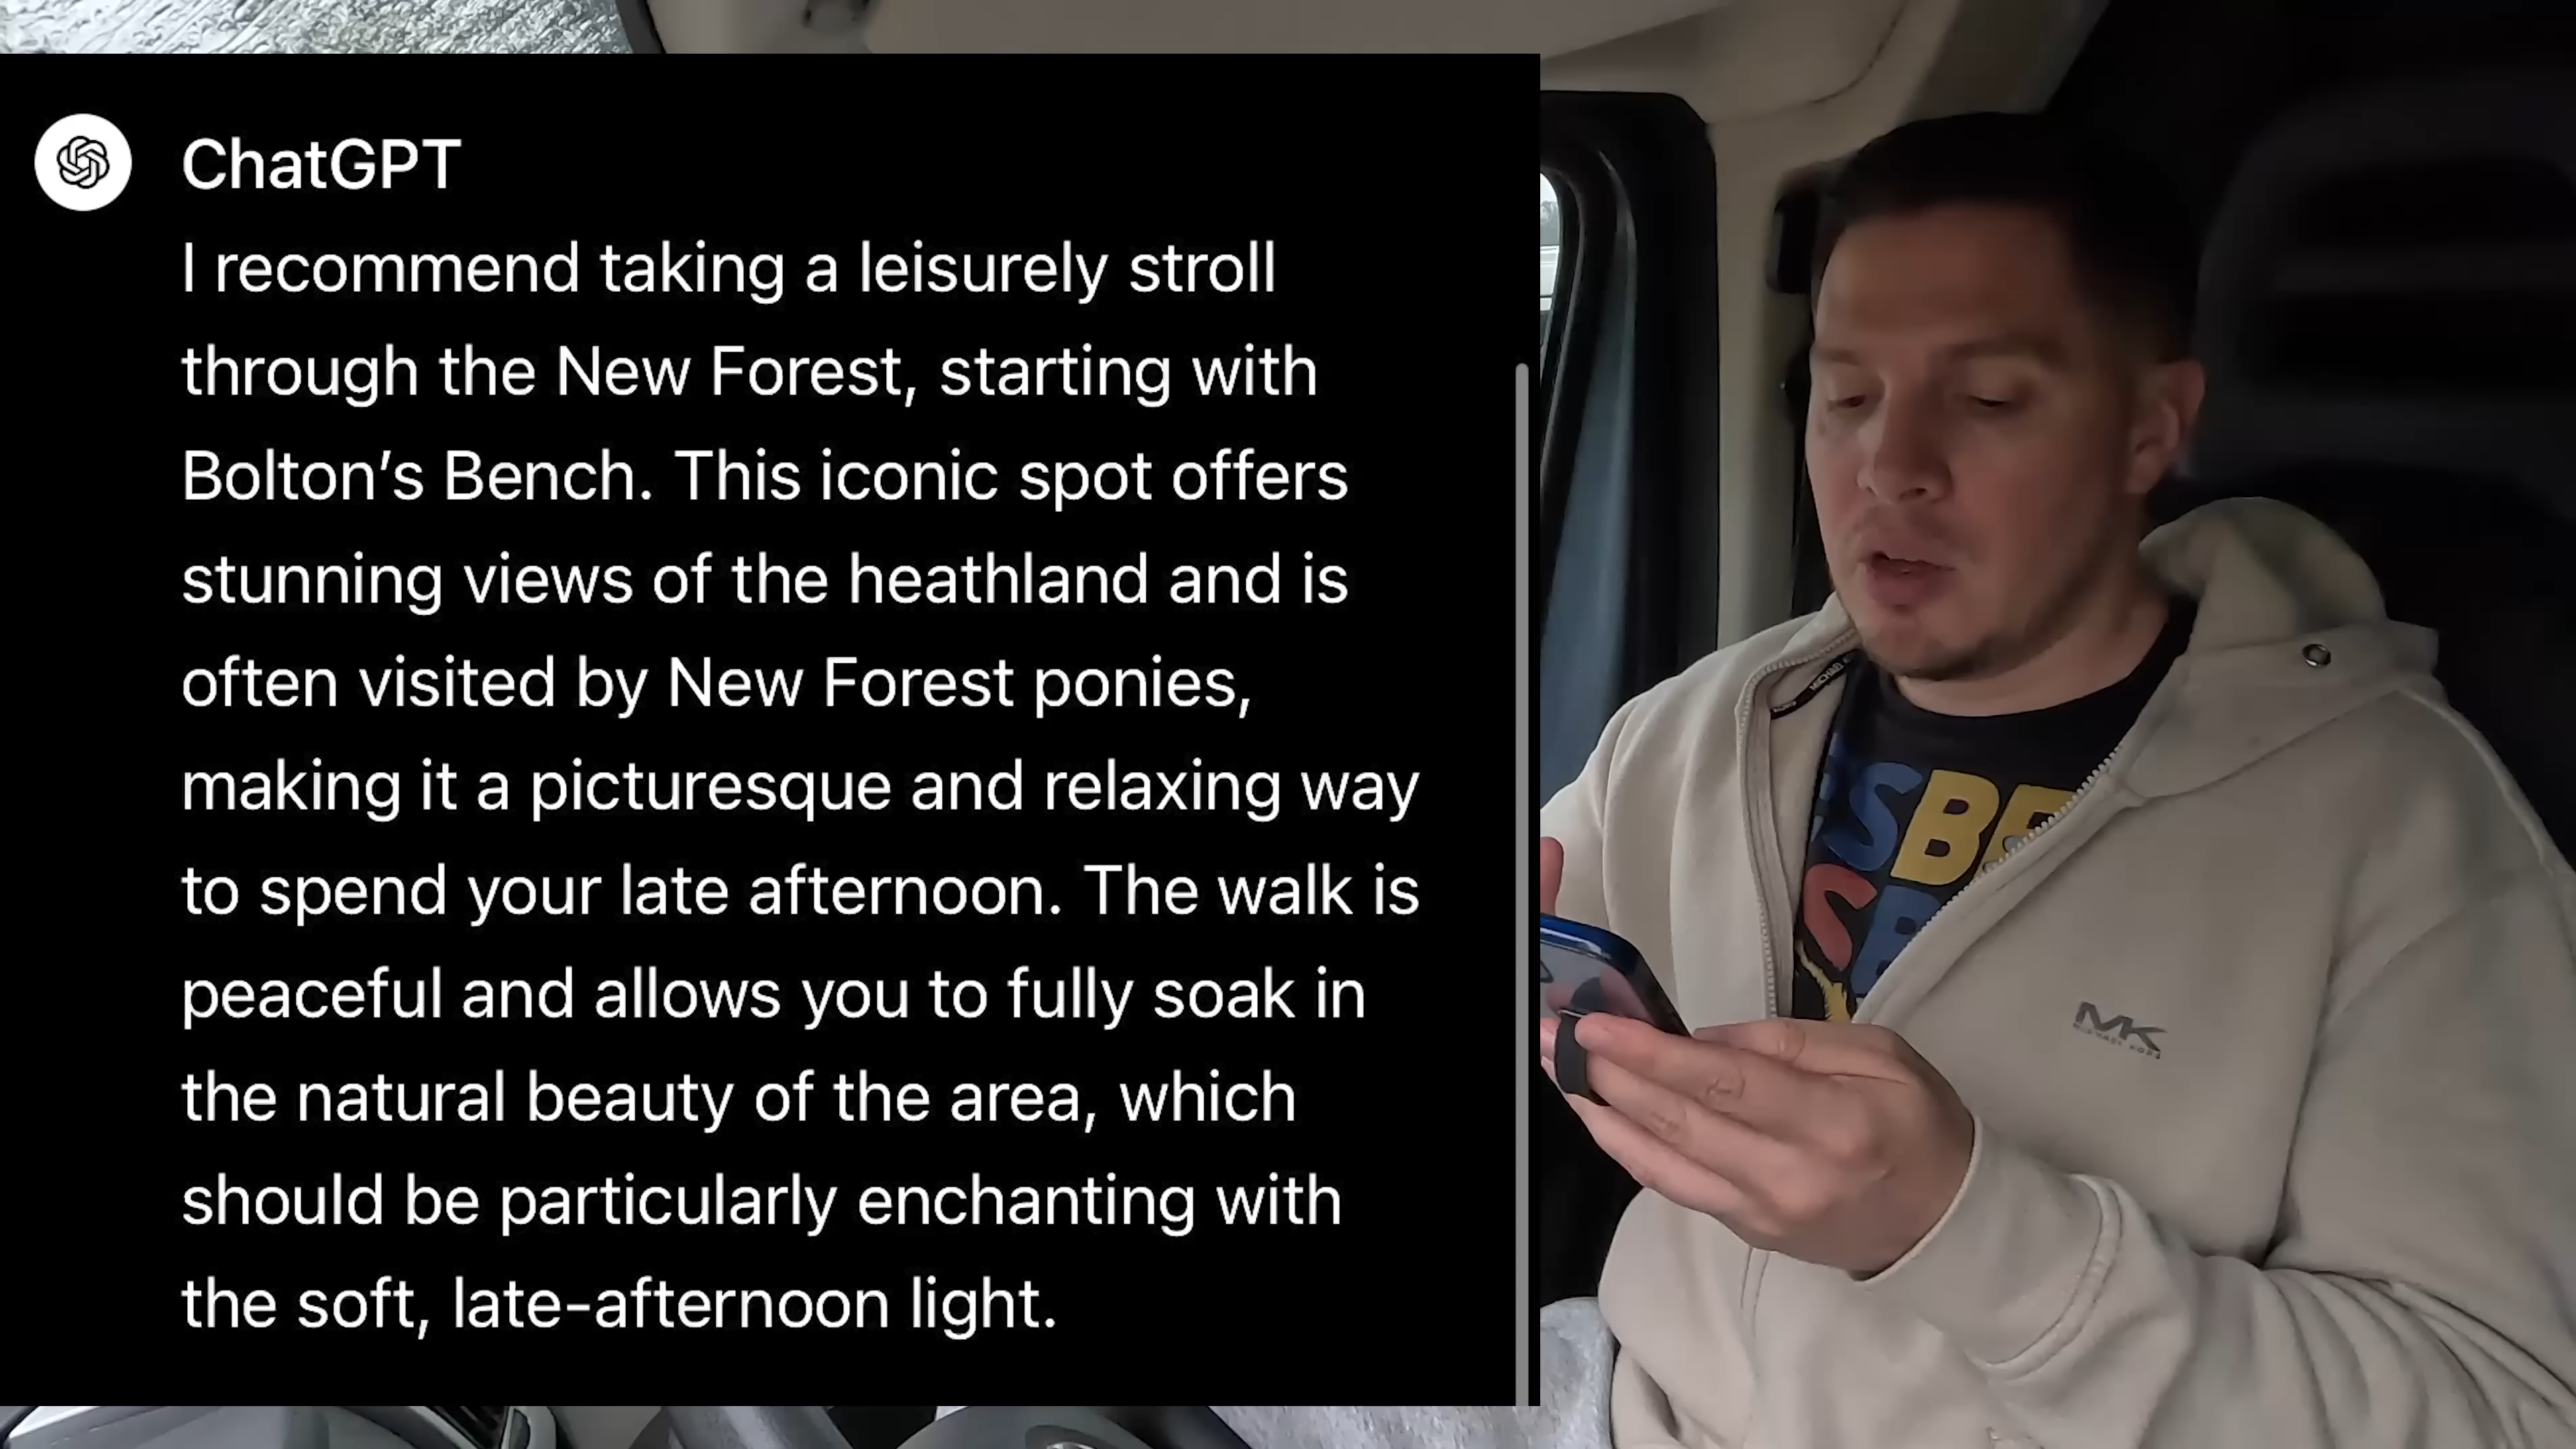 ChatGPT
I recommend taking a leisurely stroll
through the New Forest, starting with
Bolton's Bench. This iconic spot offers
stunning views of the heathland and is
often visited by New Forest ponies,
making it a picturesque and relaxing way
to spend your late afternoon. The walk is
peaceful and allows you to fully soak in
the natural beauty of the area, which
should be particularly enchanting with
the soft, late-afternoon light.
SBE
S
MK